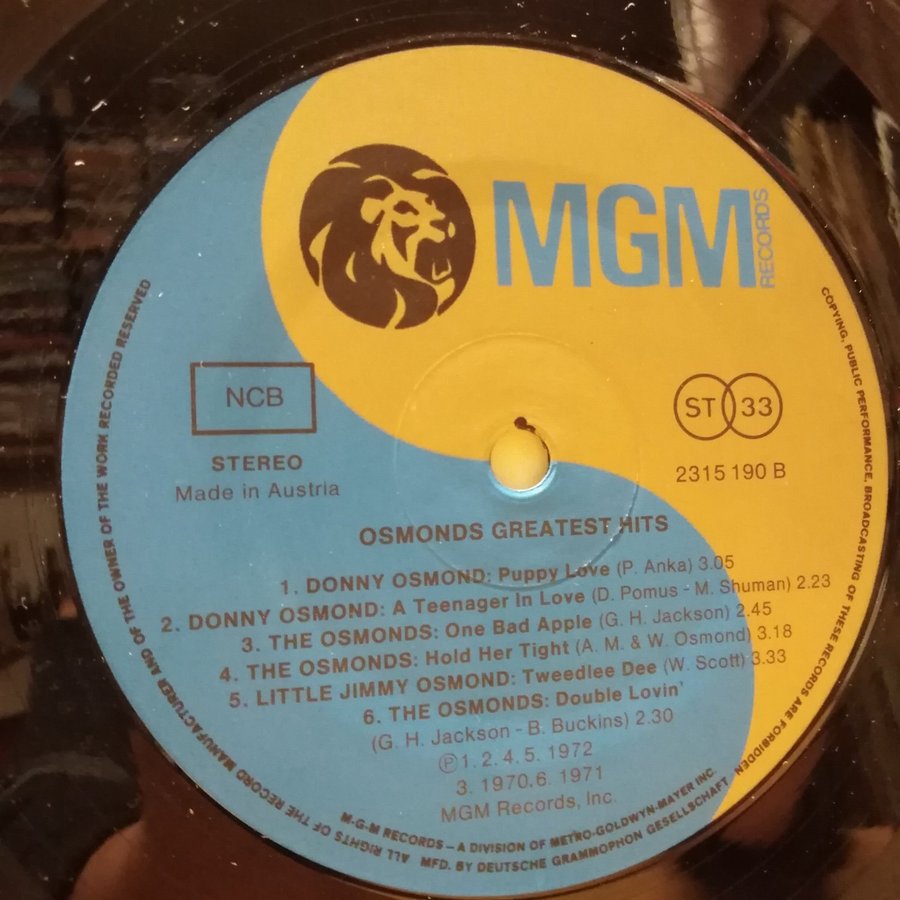 MGM
RECORDS
NCB
STEREO
Made in Austria
ST 33
2315 190 B
OSMONDS GREATEST HITS
1. DONNY OSMOND: Puppy Love (P. Anka) 3.05
2. DONNY OSMOND: A Teenager In Love (D. Pomus - M. Shuman) 2.23
3. THE OSMONDS: One Bad Apple (G. H. Jackson) 2.45
4. THE OSMONDS: Hold Her Tight (A. M. & W. Osmond) 3.18
5. LITTLE JIMMY OSMOND: Tweedlee Dee (W. Scott) 3.33
6. THE OSMONDS: Double Lovin'
(G. H. Jackson - B. Buckins) 2.30
Ⓟ1. 2. 4. 5. 1972
3. 1970.6. 1971
MGM Records, Inc.
M-G-M RECORDS – A DIVISION OF METRO-GOLDWYN-MAYER INC.
MFD. BY DEUTSCHE GRAMMOPHON GESELLSCHAFT
ALL RIGHTS OF THE RECORD MANUFACTURER AND OF THE OWNER OF THE WORK RECORDED RESERVED
COPYING, PUBLIC PERFORMANCE, BROADCASTING OF THESE RECORDS ARE FORBIDDEN